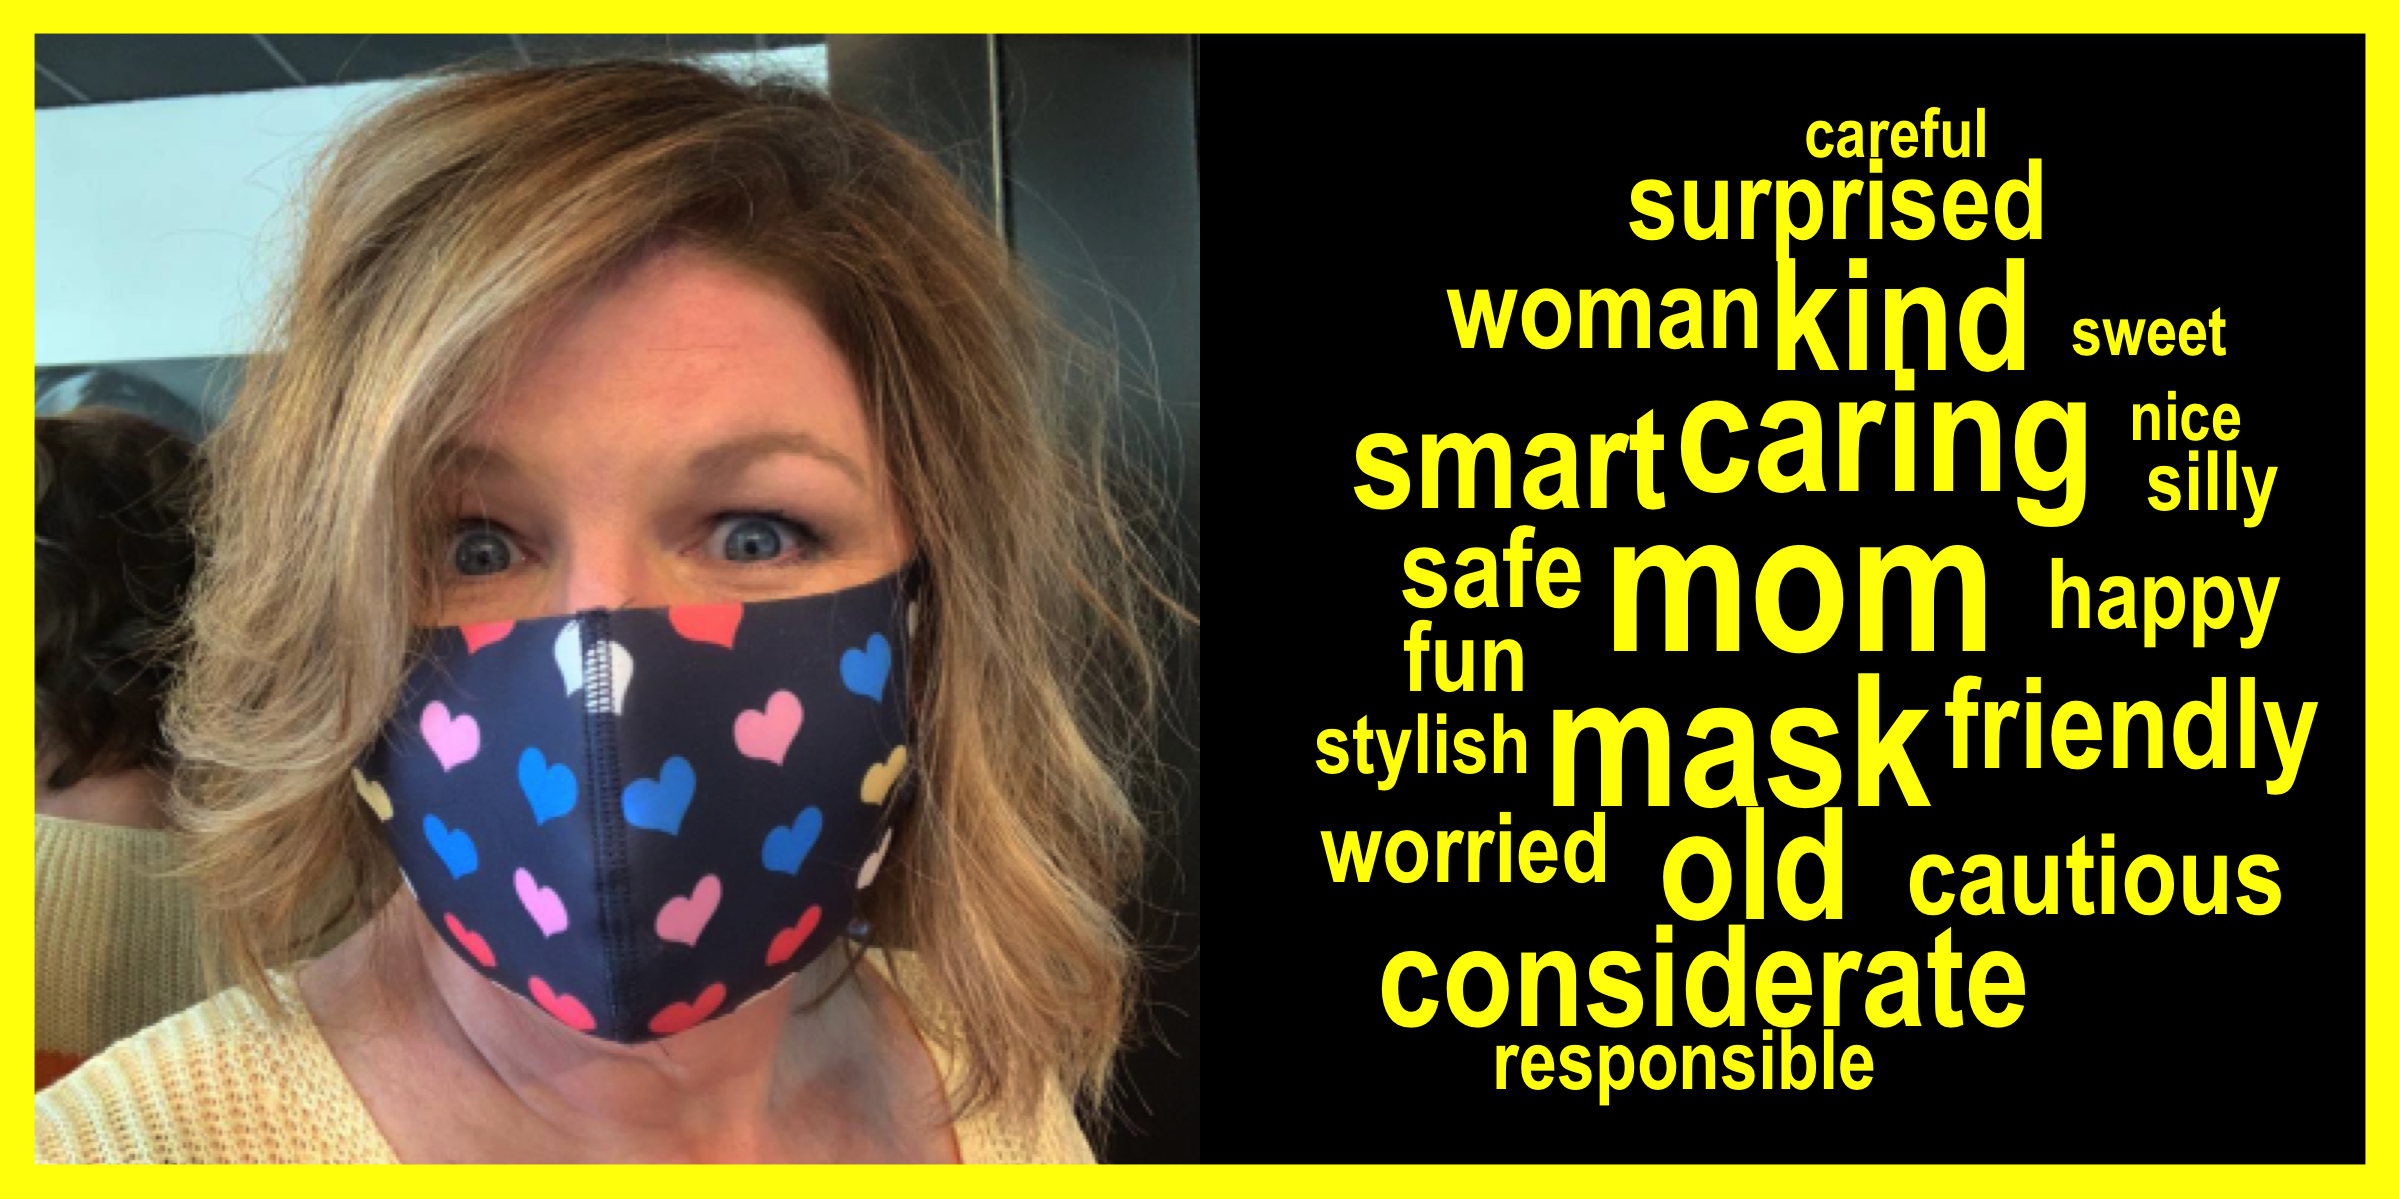 careful
surprised
woman kind sweet
smart caring nice
silly
safe mom happy
fun
stylish mask friendly
worried old cautious
considerate
responsible